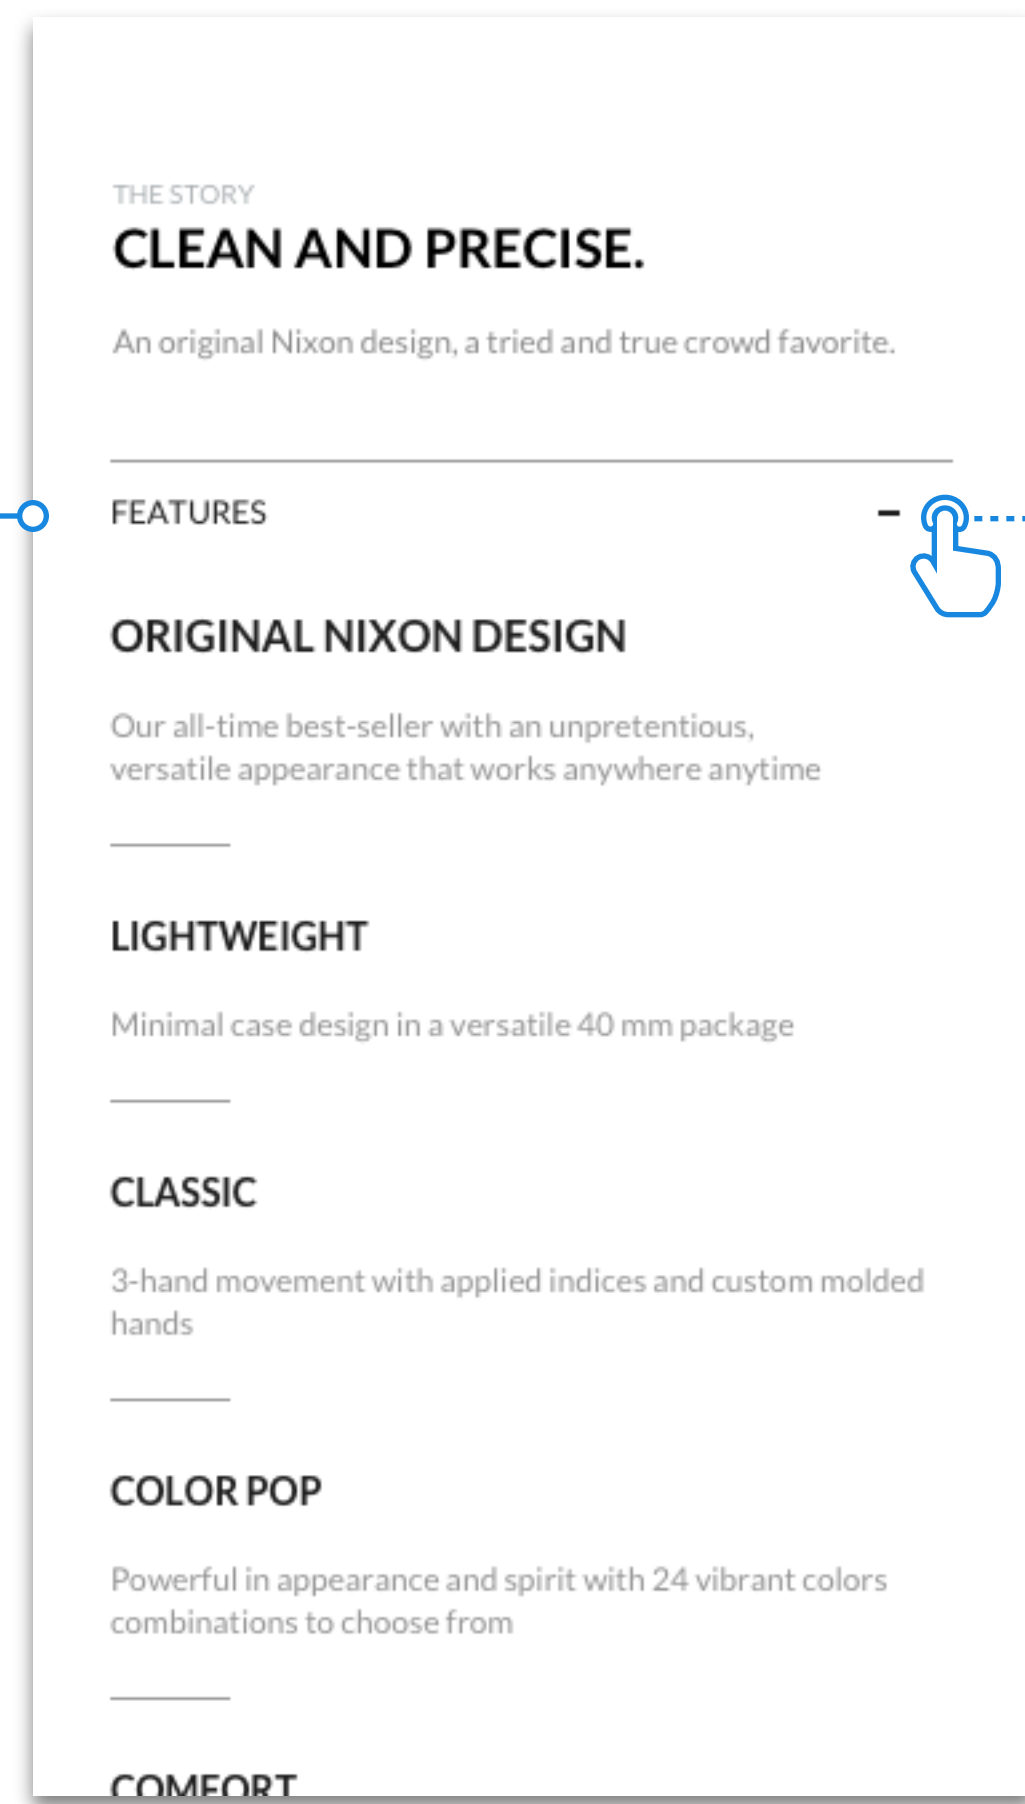 THE STORY
CLEAN AND PRECISE.
An original Nixon design, a tried and true crowd favorite.
FEATURES
ORIGINAL NIXON DESIGN
Our all-time best-seller with an unpretentious,
versatile appearance that works anywhere anytime
LIGHTWEIGHT
Minimal case design in a versatile 40 mm package
CLASSIC
3-hand movement with applied indices and custom molded
hands
COLOR POP
Powerful in appearance and spirit with 24 vibrant colors
combinations to choose from
COMFORT